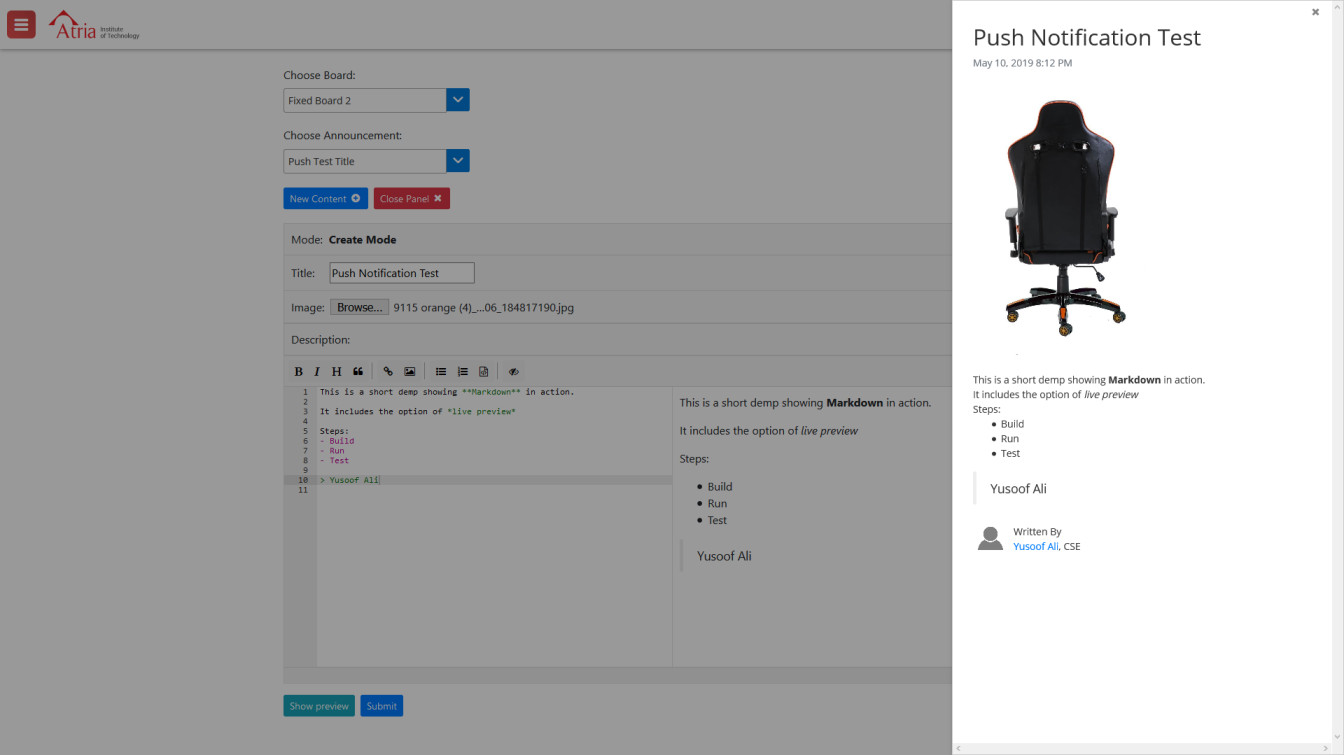 Atria Institute
of Technology
Choose Board:
Fixed Board 2
Choose Announcement:
Push Test Title
New Content Close Panel
Mode: Create Mode
Title: Push Notification Test
Image: Browse... 9115 orange (4)_...06_184817190.jpg
Description:
B I H
1 This is a short demp showing **Markdown** in action.
2
3 It includes the option of *live preview*
4
5 Steps:
6 - Build
7 - Run
8 - Test
9
10 > Yusoof Ali
11
This is a short demp showing Markdown in action.
It includes the option of live preview
Steps:
• Build
• Run
• Test
Yusoof Ali
Show preview Submit
Push Notification Test
May 10, 2019 8:12 PM
This is a short demp showing Markdown in action.
It includes the option of live preview
Steps:
• Build
• Run
• Test
Yusoof Ali
Written By
Yusoof Ali, CSE